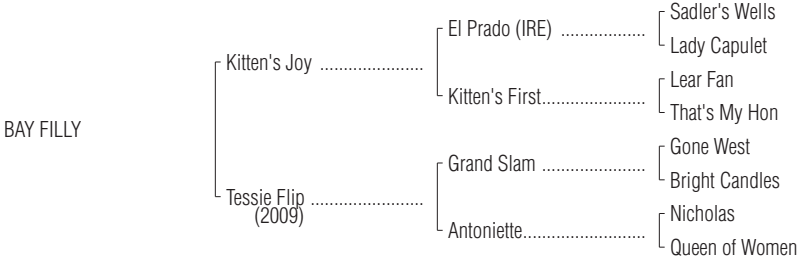 Sadler's Wells
El Prado (IRE) ..................
Lady Capulet
Kitten's Joy ......................
Lear Fan
Kitten's First......................
That's My Hon
BAY FILLY
Gone West
Grand Slam ......................
Bright Candles
Tessie Flip ........................
(2009)
Nicholas
Antoniette..........................
Queen of Women